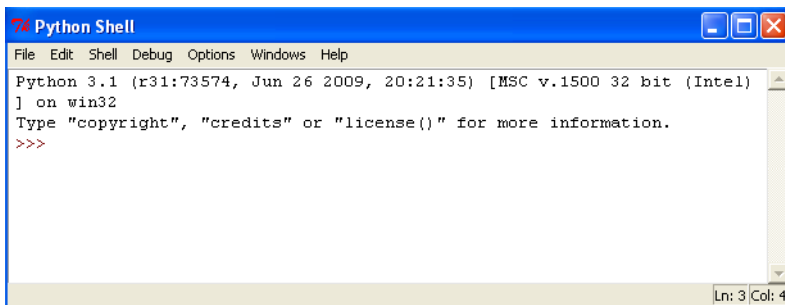 Python Shell
File Edit Shell Debug Options Windows Help
Python 3.1 (r31:73574, Jun 26 2009, 20:21:35) [MSC v.1500 32 bit (Intel)
] on win32
Type "copyright", "credits" or "license()" for more information.
>>>
Ln: 3 Col: 4